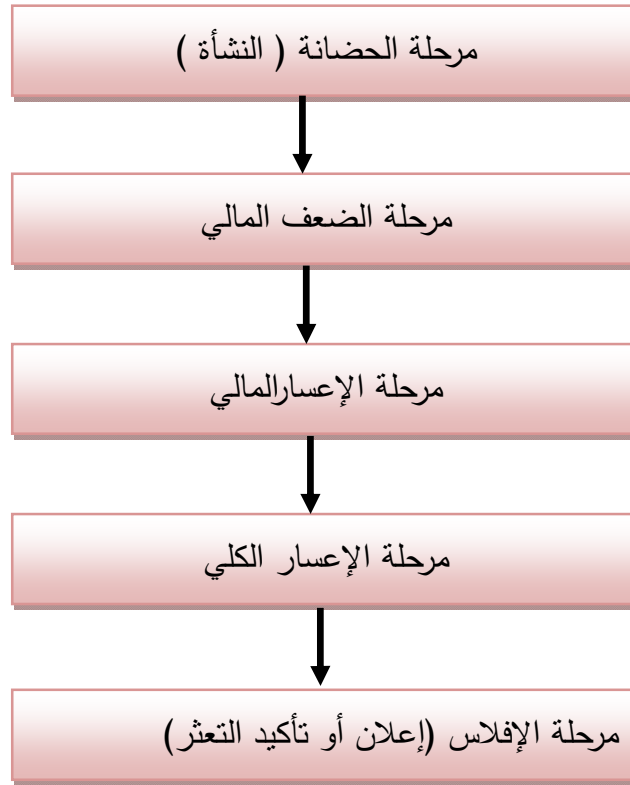 مرحلة الحضانة ( النشأة )
مرحلة الضعف المالي
مرحلة الإعسارالمالي
مرحلة الإعسار الكلي
مرحلة الإفلاس (إعلان أو تأكيد التعثر)